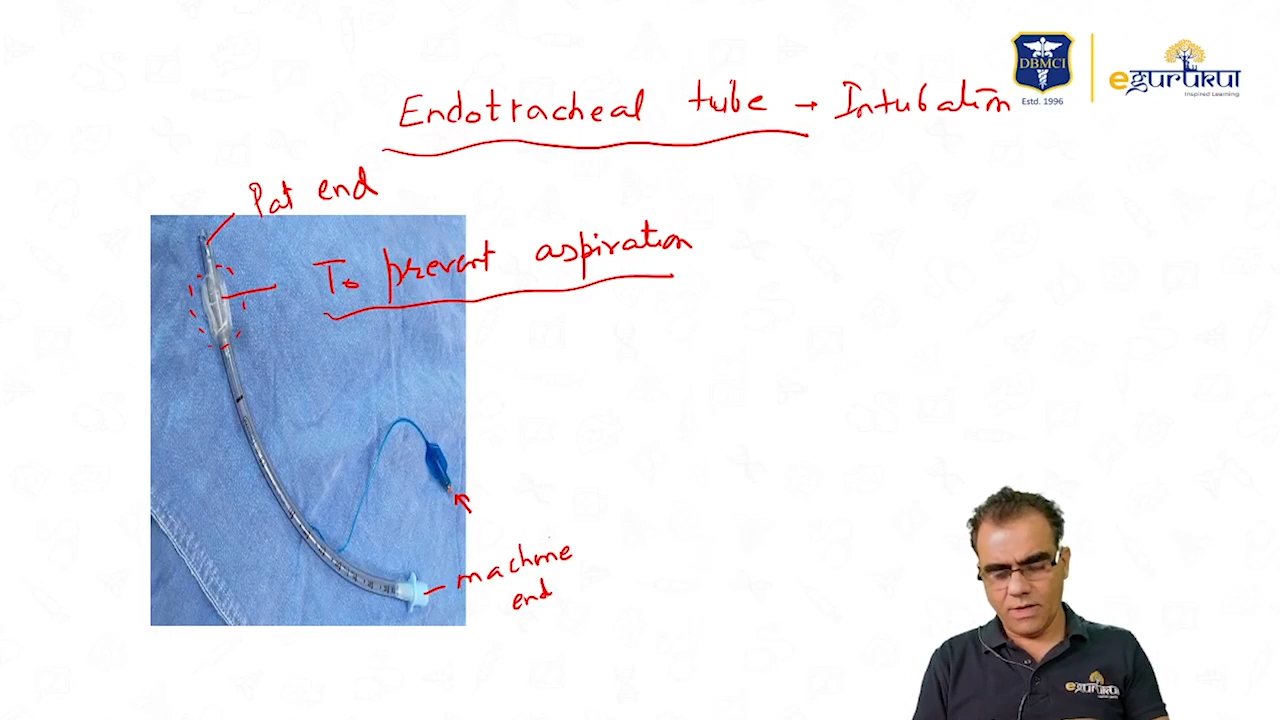 DBMCI
Estd. 1996
egurukul
Inspired Learning
Endotracheal tube → Intubation
Pat end
To prevent aspiration
machine
end
egurukul